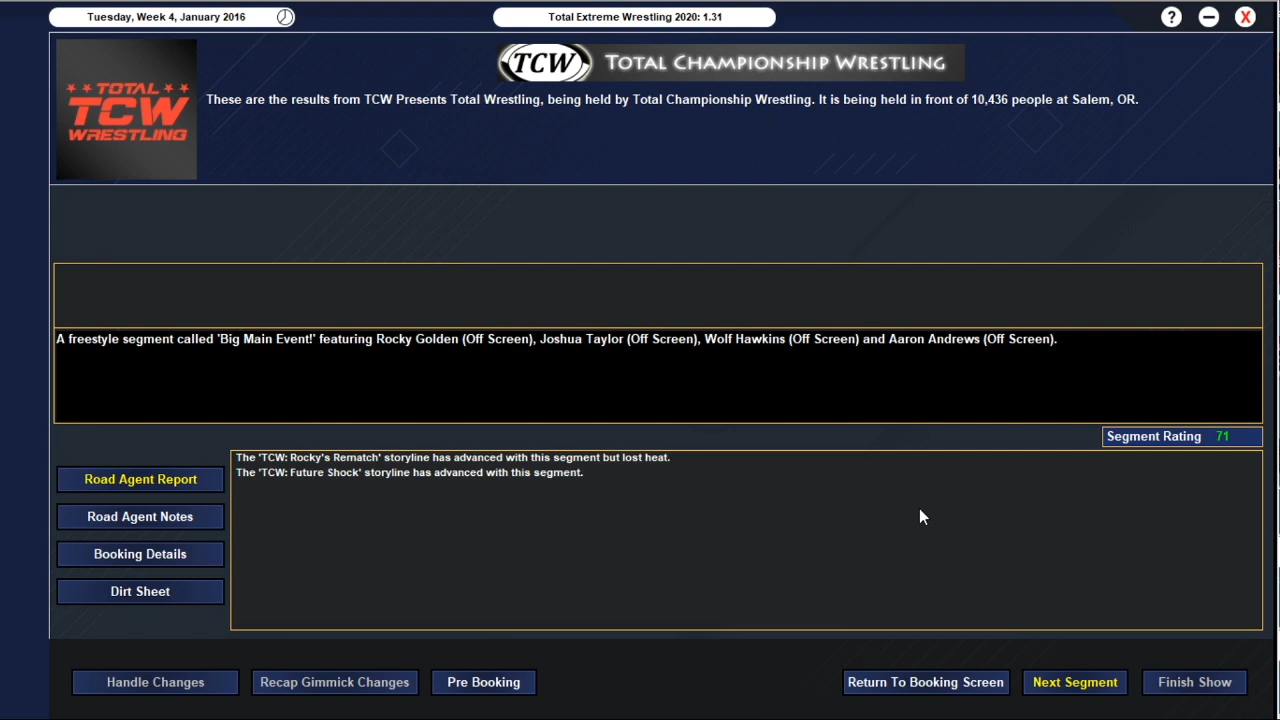 Tuesday, Week 4, January 2016
Total Extreme Wrestling 2020: 1.31
?
X
TOTAL
TCW
WRESTLING
TCW TOTAL CHAMPIONSHIP WRESTLING
These are the results from TCW Presents Total Wrestling, being held by Total Championship Wrestling. It is being held in front of 10,436 people at Salem, OR.
A freestyle segment called 'Big Main Event!' featuring Rocky Golden (Off Screen), Joshua Taylor (Off Screen), Wolf Hawkins (Off Screen) and Aaron Andrews (Off Screen).
Segment Rating 71
The 'TCW: Rocky's Rematch' storyline has advanced with this segment but lost heat.
The 'TCW: Future Shock' storyline has advanced with this segment.
Road Agent Report
Road Agent Notes
Booking Details
Dirt Sheet
Handle Changes
Recap Gimmick Changes
Pre Booking
Return To Booking Screen
Next Segment
Finish Show